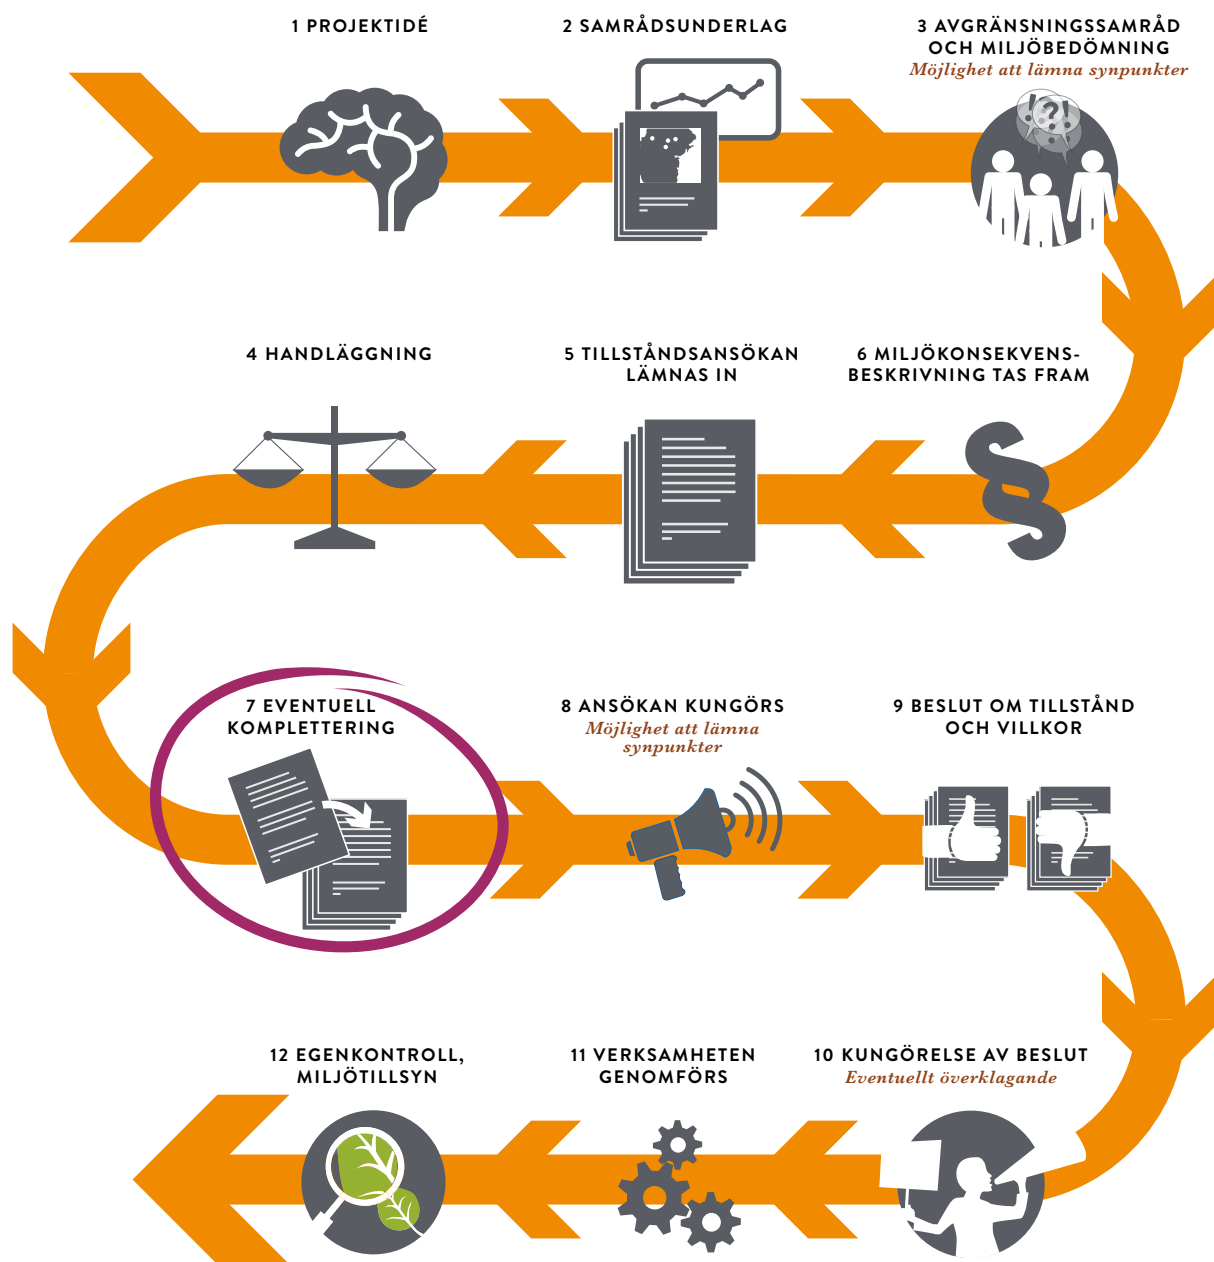 1 PROJEKTIDÉ
2 SAMRÅDSUNDERLAG
3 AVGRÄNSNINGSSAMRÅD
OCH MILJÖBEDÖMNING
Möjlighet att lämna synpunkter
4 HANDLÄGGNING
5 TILLSTÅNDSANSÖKAN
LÄMNAS IN
6 MILJÖKONSEKVENS-
BESKRIVNING TAS FRAM
7 EVENTUELL
KOMPLETTERING
8 ANSÖKAN KUNGÖRS
Möjlighet att lämna
synpunkter
9 BESLUT OM TILLSTÅND
OCH VILLKOR
12 EGENKONTROLL,
MILJÖTILLSYN
11 VERKSAMHETEN
GENOMFÖRS
10 KUNGÖRELSE AV BESLUT
Eventuellt överklagande